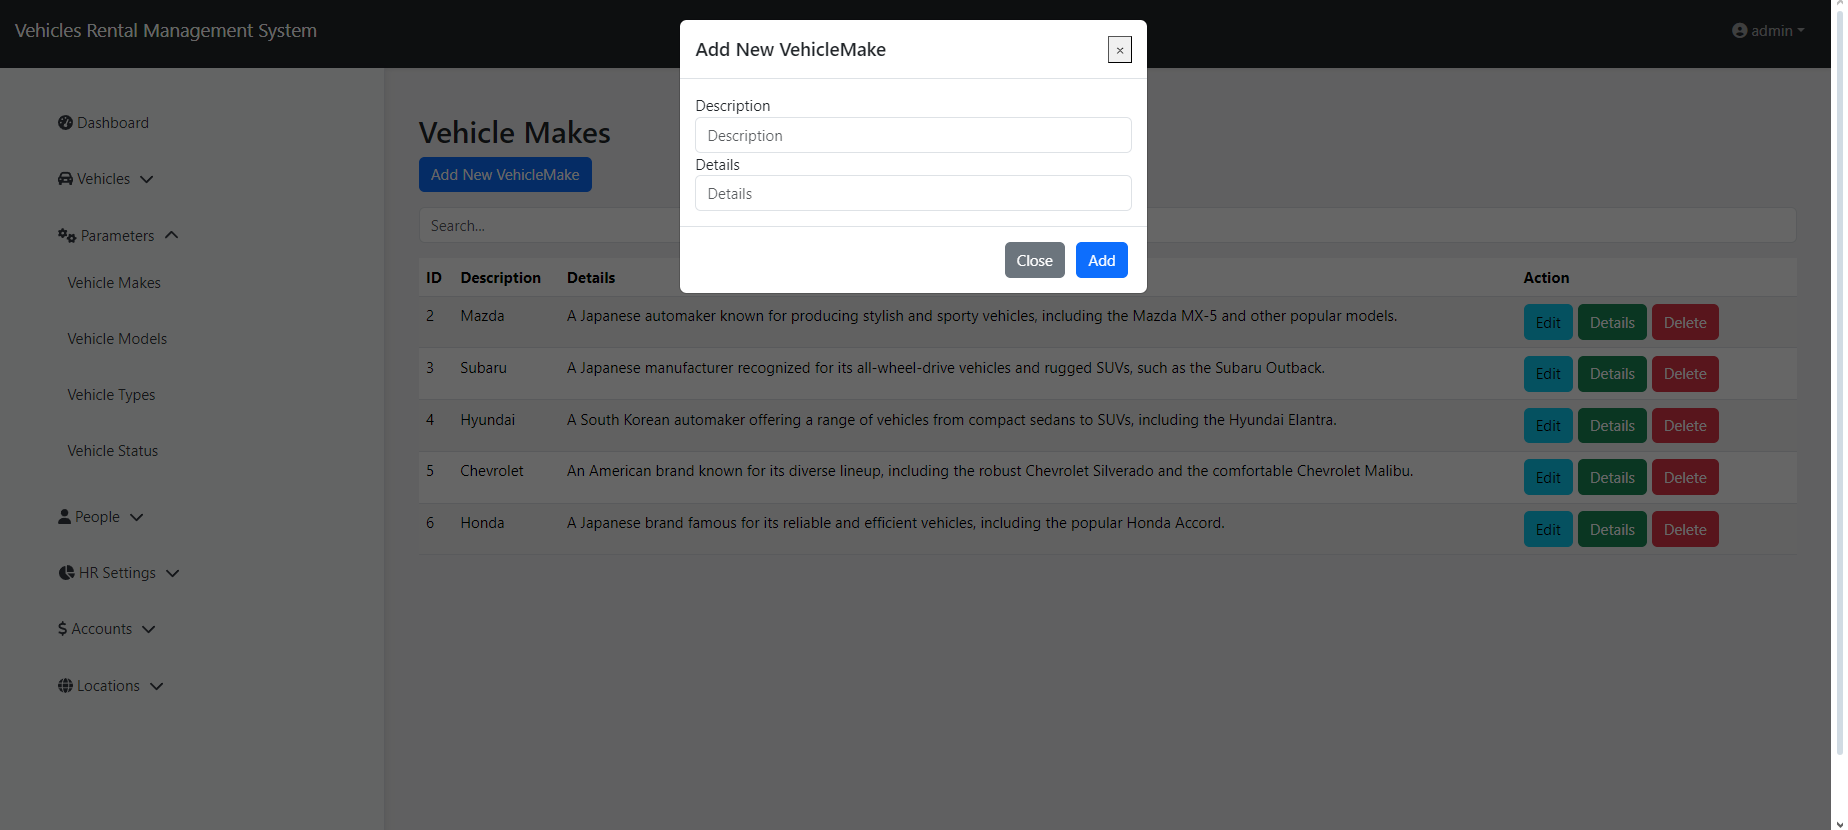 Vehicles Rental Management System
admin
Dashboard
Vehicles
Parameters
Vehicle Makes
Vehicle Models
Vehicle Types
Vehicle Status
People
HR Settings
$ Accounts
Locations
Vehicle Makes
Add New VehicleMake
Search...
ID Description Details Action
2 Mazda A Japanese automaker known for producing stylish and sporty vehicles, including the Mazda MX-5 and other popular models. Edit Details Delete
3 Subaru A Japanese manufacturer recognized for its all-wheel-drive vehicles and rugged SUVs, such as the Subaru Outback. Edit Details Delete
4 Hyundai A South Korean automaker offering a range of vehicles from compact sedans to SUVs, including the Hyundai Elantra. Edit Details Delete
5 Chevrolet An American brand known for its diverse lineup, including the robust Chevrolet Silverado and the comfortable Chevrolet Malibu. Edit Details Delete
6 Honda A Japanese brand famous for its reliable and efficient vehicles, including the popular Honda Accord. Edit Details Delete
Add New VehicleMake ×
Description
Description
Details
Details
Close Add